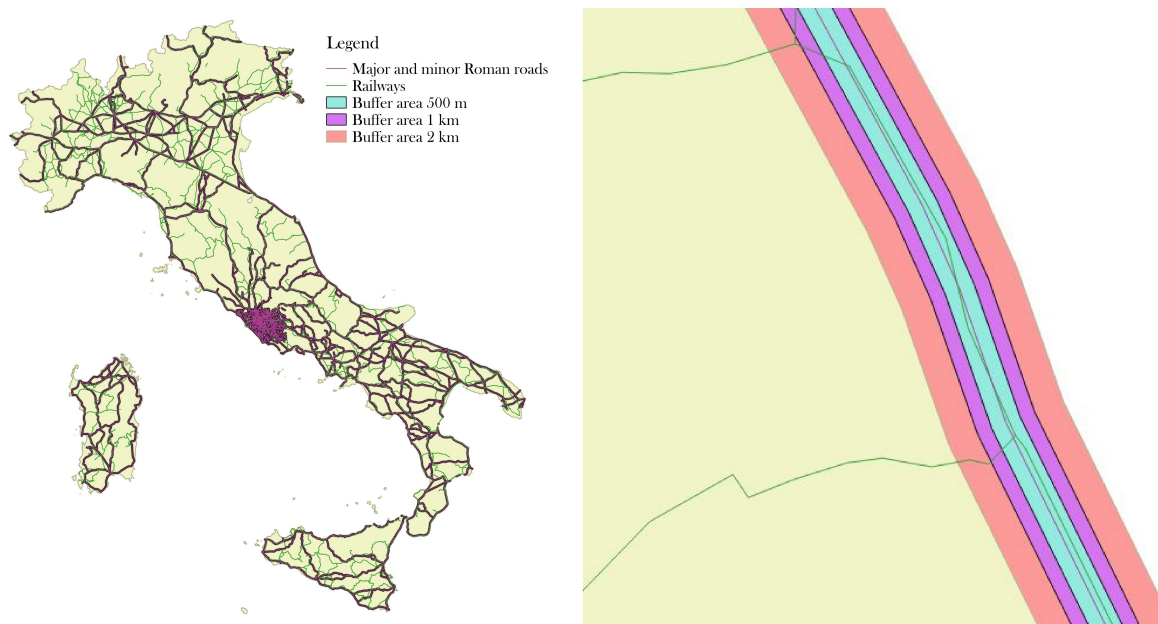 Legend
Major and minor Roman roads
Railways
Buffer area 500 m
Buffer area 1 km
Buffer area 2 km